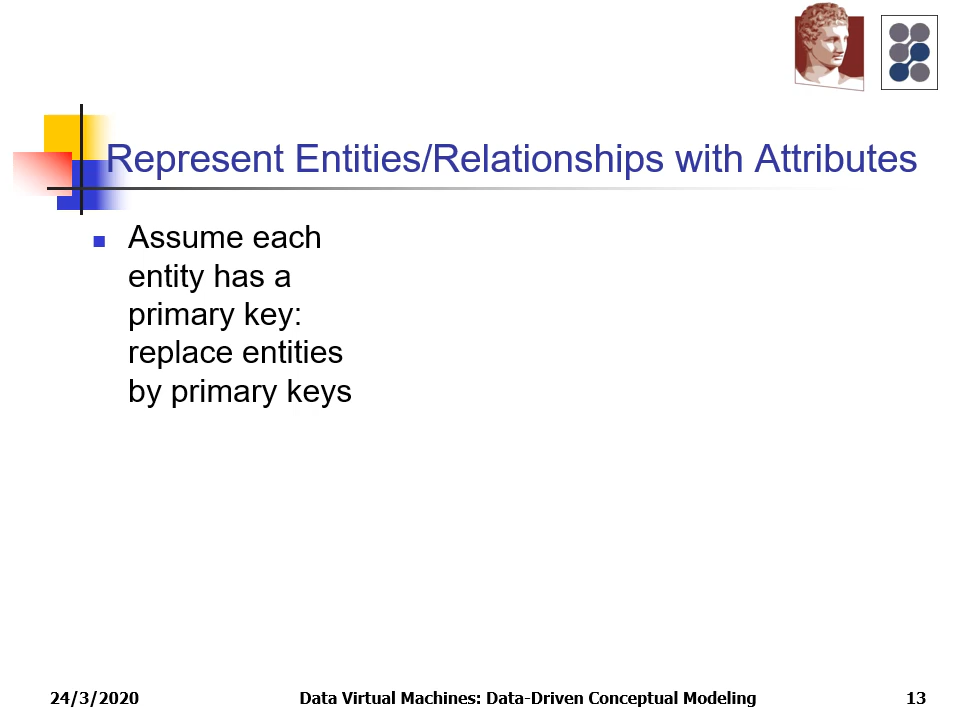 Represent Entities/Relationships with Attributes
Assume each
entity has a
primary key:
replace entities
by primary keys
24/3/2020
Data Virtual Machines: Data-Driven Conceptual Modeling
13